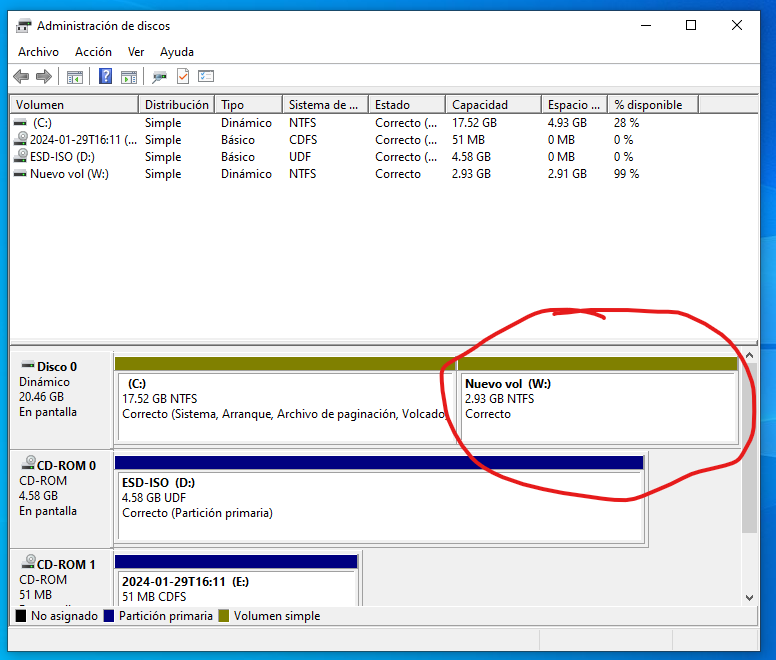 Administración de discos
Archivo Acción Ver Ayuda
Volumen Distribución Tipo Sistema de ... Estado Capacidad Espacio ... % disponible
(C:) Simple Dinámico NTFS Correcto (... 17.52 GB 4.93 GB 28 %
2024-01-29T16:11 (... Simple Básico CDFS Correcto (... 51 MB 0 MB 0 %
ESD-ISO (D:) Simple Básico UDF Correcto (... 4.58 GB 0 MB 0 %
Nuevo vol (W:) Simple Dinámico NTFS Correcto 2.93 GB 2.91 GB 99 %
Disco 0
Dinámico
20.46 GB
En pantalla
(C:)
17.52 GB NTFS
Correcto (Sistema, Arranque, Archivo de paginación, Volcado
Nuevo vol (W:)
2.93 GB NTFS
Correcto
CD-ROM 0
CD-ROM
4.58 GB
En pantalla
ESD-ISO (D:)
4.58 GB UDF
Correcto (Partición primaria)
CD-ROM 1
CD-ROM
51 MB
2024-01-29T16:11 (E:)
51 MB CDFS
No asignado Partición primaria Volumen simple